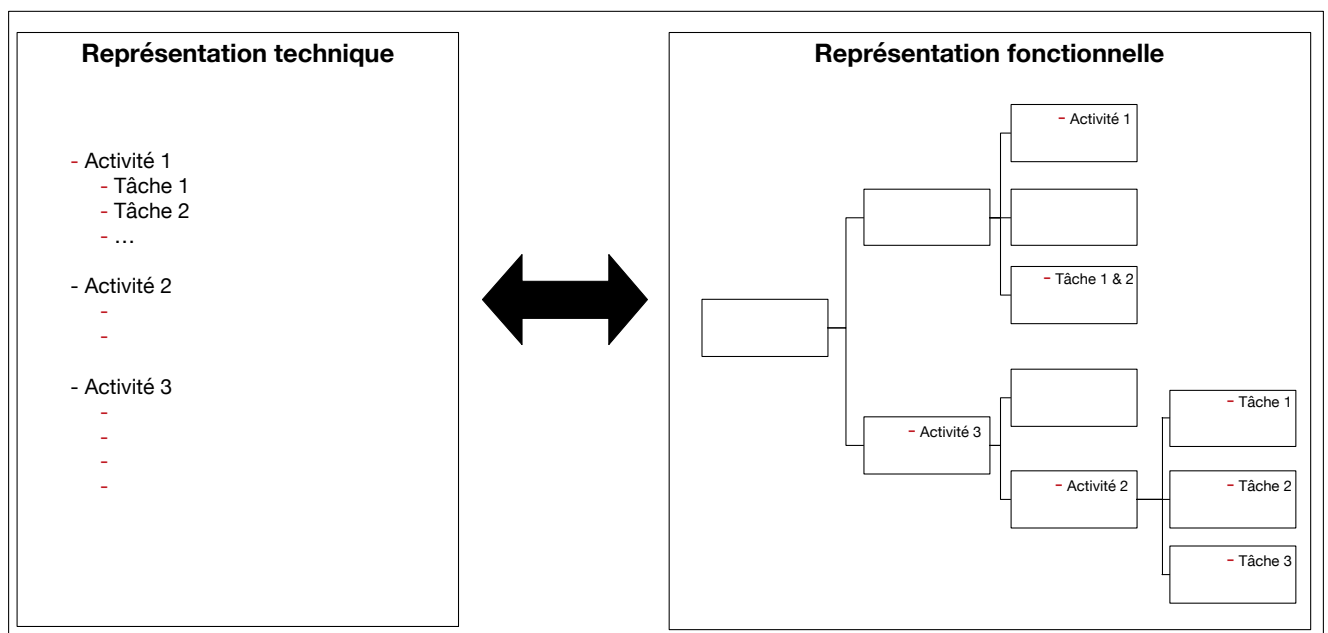 Représentation technique
- Activité 1
- Tâche 1
- Tâche 2
- …
- Activité 2
-
-
- Activité 3
-
-
-
-
Représentation fonctionnelle
- Activité 1
- Tâche 1 & 2
- Activité 3
- Activité 2
- Tâche 1
- Tâche 2
- Tâche 3